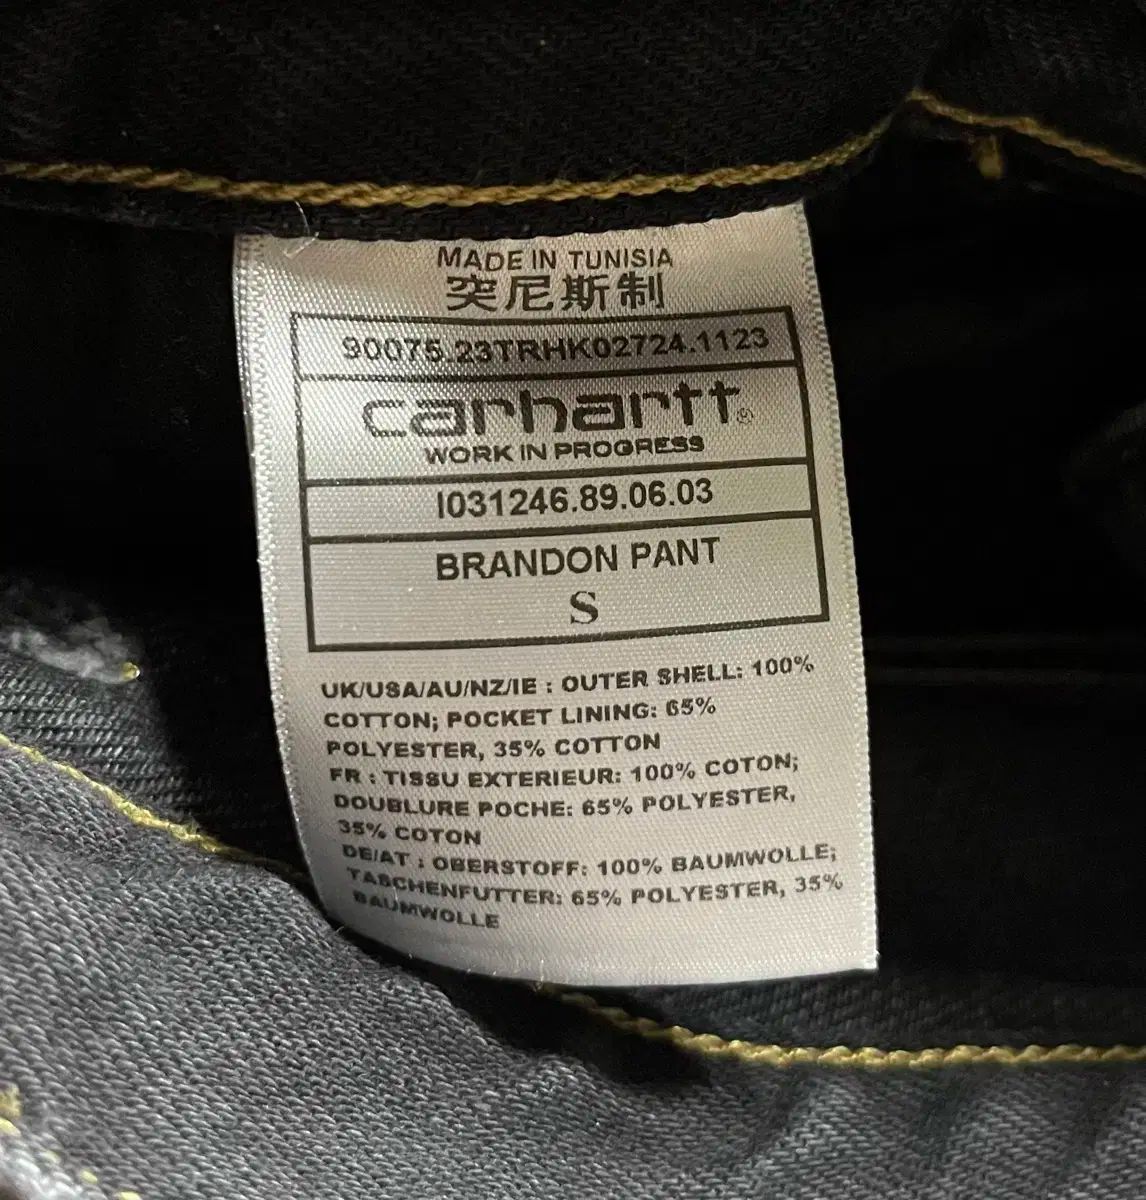 MADE IN TUNISIA
突尼斯制
90075.23TRHK02724.1123
carhartt®
WORK IN PROGRESS
I031246.89.06.03
BRANDON PANT
S
UK/USA/AU/NZ/IE : OUTER SHELL: 100%
COTTON; POCKET LINING: 65%
POLYESTER, 35% COTTON
FR : TISSU EXTERIEUR: 100% COTON;
DOUBLURE POCHE: 65% POLYESTER,
35% COTON
DE/AT : OBERSTOFF: 100% BAUMWOLLE;
TASCHENFUTTER: 65% POLYESTER, 35%
BAUMWOLLE